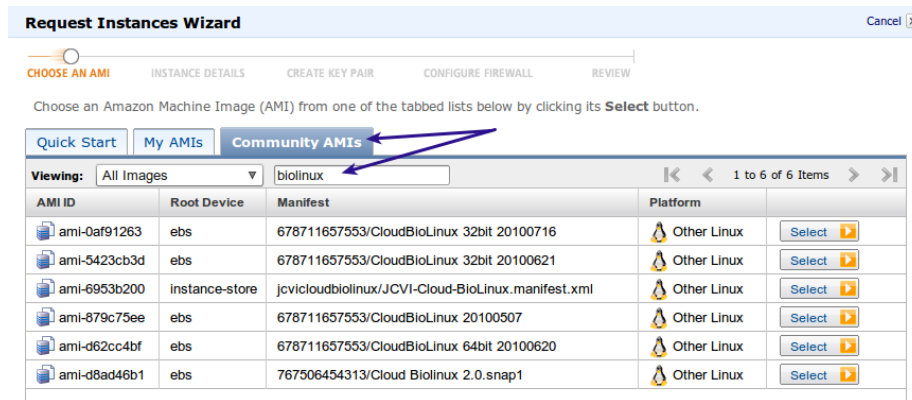 Request Instances Wizard Cancel
CHOOSE AN AMI INSTANCE DETAILS CREATE KEY PAIR CONFIGURE FIREWALL REVIEW
Choose an Amazon Machine Image (AMI) from one of the tabbed lists below by clicking its Select button.
Quick Start My AMIs Community AMIs
Viewing: All Images biolinux 1 to 6 of 6 Items
AMI ID Root Device Manifest Platform
ami-0af91263 ebs 678711657553/CloudBioLinux 32bit 20100716 Other Linux Select
ami-5423cb3d ebs 678711657553/CloudBioLinux 32bit 20100621 Other Linux Select
ami-6953b200 instance-store jcvicloudbiolinux/JCVI-Cloud-BioLinux.manifest.xml Other Linux Select
ami-879c75ee ebs 678711657553/CloudBioLinux 20100507 Other Linux Select
ami-d62cc4bf ebs 678711657553/CloudBioLinux 64bit 20100620 Other Linux Select
ami-d8ad46b1 ebs 767506454313/Cloud Biolinux 2.0.snap1 Other Linux Select